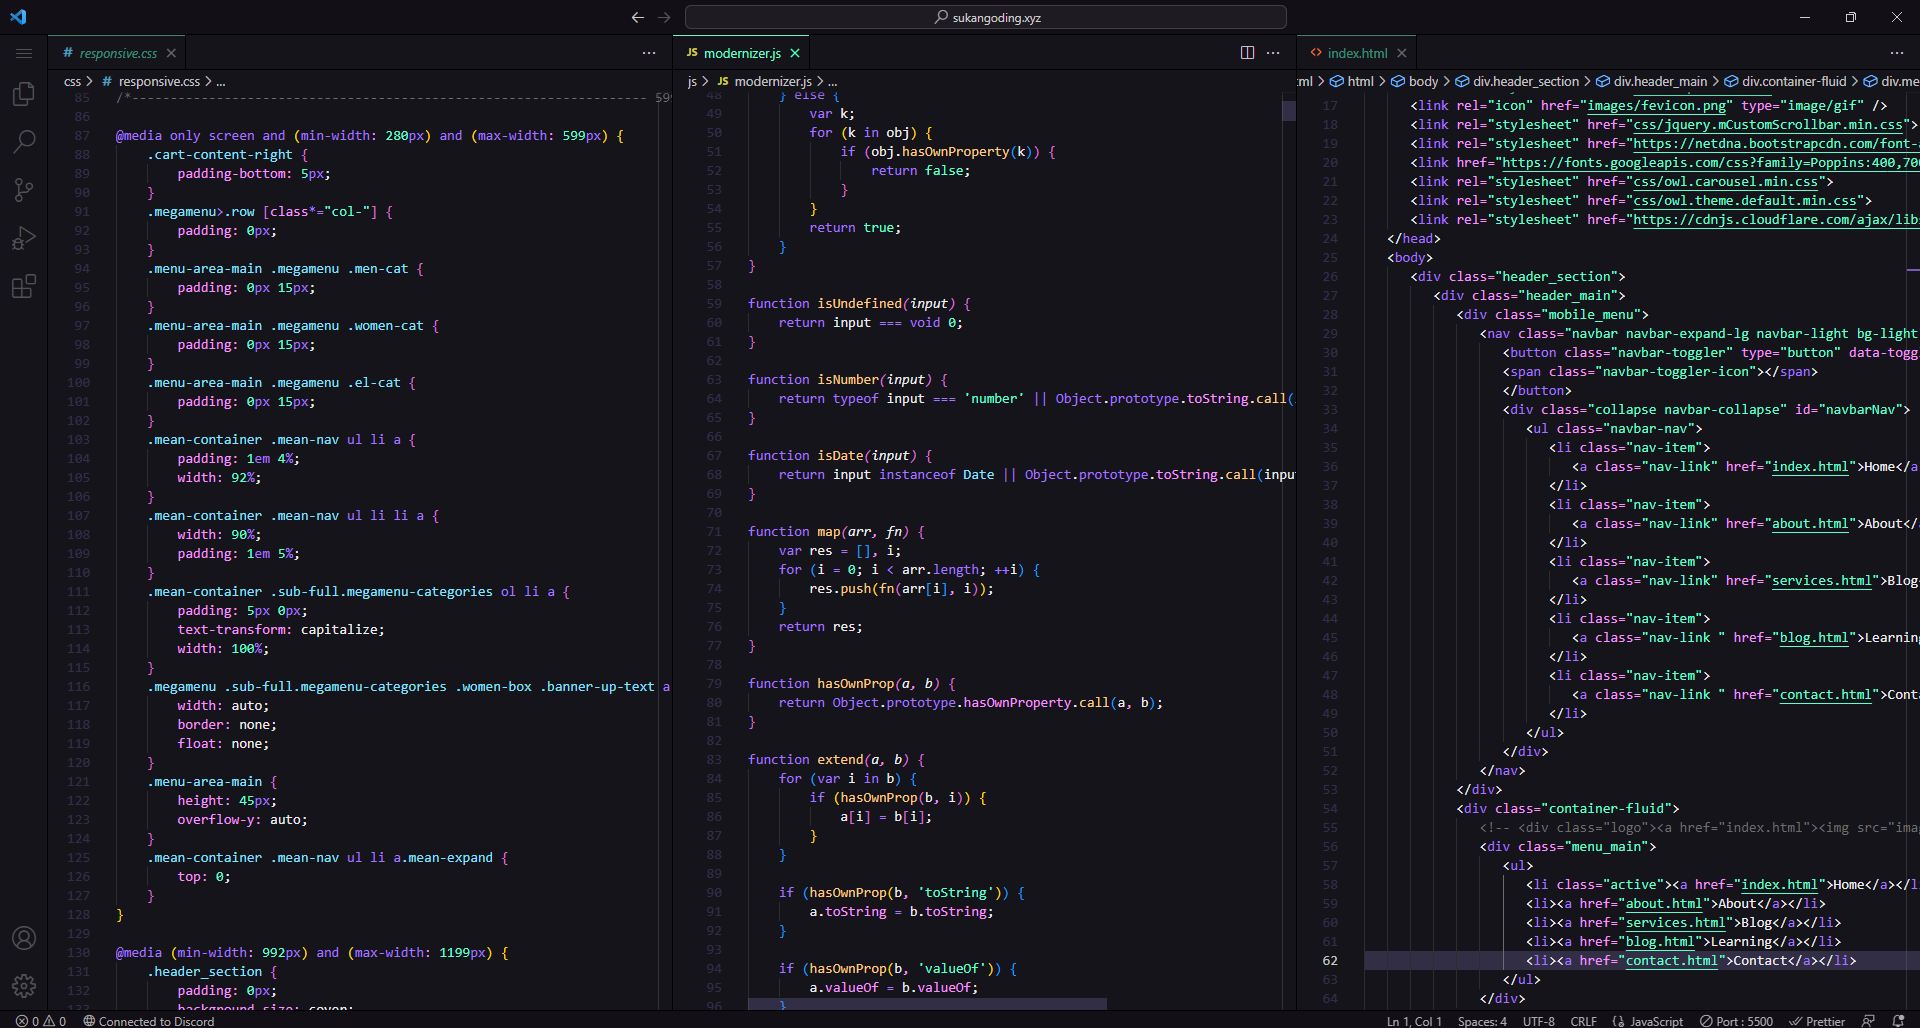 sukangoding.xyz
# responsive.css
css > # responsive.css > ...
85 /*------------------------------------------------------------------- 59
86
87 @media only screen and (min-width: 280px) and (max-width: 599px) {
88 .cart-content-right {
89 padding-bottom: 5px;
90 }
91 .megamenu>.row [class*="col-"] {
92 padding: 0px;
93 }
94 .menu-area-main .megamenu .men-cat {
95 padding: 0px 15px;
96 }
97 .menu-area-main .megamenu .women-cat {
98 padding: 0px 15px;
99 }
100 .menu-area-main .megamenu .el-cat {
101 padding: 0px 15px;
102 }
103 .mean-container .mean-nav ul li a {
104 padding: 1em 4%;
105 width: 92%;
106 }
107 .mean-container .mean-nav ul li li a {
108 width: 90%;
109 padding: 1em 5%;
110 }
111 .mean-container .sub-full.megamenu-categories ol li a {
112 padding: 5px 0px;
113 text-transform: capitalize;
114 width: 100%;
115 }
116 .megamenu .sub-full.megamenu-categories .women-box .banner-up-text a
117 width: auto;
118 border: none;
119 float: none;
120 }
121 .menu-area-main {
122 height: 45px;
123 overflow-y: auto;
124 }
125 .mean-container .mean-nav ul li a.mean-expand {
126 top: 0;
127 }
128 }
129
130 @media (min-width: 992px) and (max-width: 1199px) {
131 .header_section {
132 padding: 0px;
133 background-size: cover;
JS modernizer.js
js > JS modernizer.js > ...
48 } else {
49 var k;
50 for (k in obj) {
51 if (obj.hasOwnProperty(k)) {
52 return false;
53 }
54 }
55 return true;
56 }
57 }
58
59 function isUndefined(input) {
60 return input === void 0;
61 }
62
63 function isNumber(input) {
64 return typeof input === 'number' || Object.prototype.toString.call(
65 }
66
67 function isDate(input) {
68 return input instanceof Date || Object.prototype.toString.call(inpu
69 }
70
71 function map(arr, fn) {
72 var res = [], i;
73 for (i = 0; i < arr.length; ++i) {
74 res.push(fn(arr[i], i));
75 }
76 return res;
77 }
78
79 function hasOwnProp(a, b) {
80 return Object.prototype.hasOwnProperty.call(a, b);
81 }
82
83 function extend(a, b) {
84 for (var i in b) {
85 if (hasOwnProp(b, i)) {
86 a[i] = b[i];
87 }
88 }
89
90 if (hasOwnProp(b, 'toString')) {
91 a.toString = b.toString;
92 }
93
94 if (hasOwnProp(b, 'valueOf')) {
95 a.valueOf = b.valueOf;
96 }
<> index.html
ml > html > body > div.header_section > div.header_main > div.container-fluid > div.me
17 <link rel="icon" href="images/fevicon.png" type="image/gif" />
18 <link rel="stylesheet" href="css/jquery.mCustomScrollbar.min.css">
19 <link rel="stylesheet" href="https://netdna.bootstrapcdn.com/font-a
20 <link href="https://fonts.googleapis.com/css?family=Poppins:400,70
21 <link rel="stylesheet" href="css/owl.carousel.min.css">
22 <link rel="stylesheet" href="css/owl.theme.default.min.css">
23 <link rel="stylesheet" href="https://cdnjs.cloudflare.com/ajax/lib
24 </head>
25 <body>
26 <div class="header_section">
27 <div class="header_main">
28 <div class="mobile_menu">
29 <nav class="navbar navbar-expand-lg navbar-light bg-light
30 <button class="navbar-toggler" type="button" data-togg
31 <span class="navbar-toggler-icon"></span>
32 </button>
33 <div class="collapse navbar-collapse" id="navbarNav">
34 <ul class="navbar-nav">
35 <li class="nav-item">
36 <a class="nav-link" href="index.html">Home</a
37 </li>
38 <li class="nav-item">
39 <a class="nav-link" href="about.html">About</
40 </li>
41 <li class="nav-item">
42 <a class="nav-link" href="services.html">Blog
43 </li>
44 <li class="nav-item">
45 <a class="nav-link " href="blog.html">Learning
46 </li>
47 <li class="nav-item">
48 <a class="nav-link " href="contact.html">Conta
49 </li>
50 </ul>
51 </div>
52 </nav>
53 </div>
54 <div class="container-fluid">
55 <!-- <div class="logo"><a href="index.html"><img src="ima
56 <div class="menu_main">
57 <ul>
58 <li class="active"><a href="index.html">Home</a></l
59 <li><a href="about.html">About</a></li>
60 <li><a href="services.html">Blog</a></li>
61 <li><a href="blog.html">Learning</a></li>
62 <li><a href="contact.html">Contact</a></li>
63 </ul>
64 </div>
0 0 Connected to Discord Ln 1, Col 1 Spaces: 4 UTF-8 CRLF {} JavaScript Port : 5500 Prettier